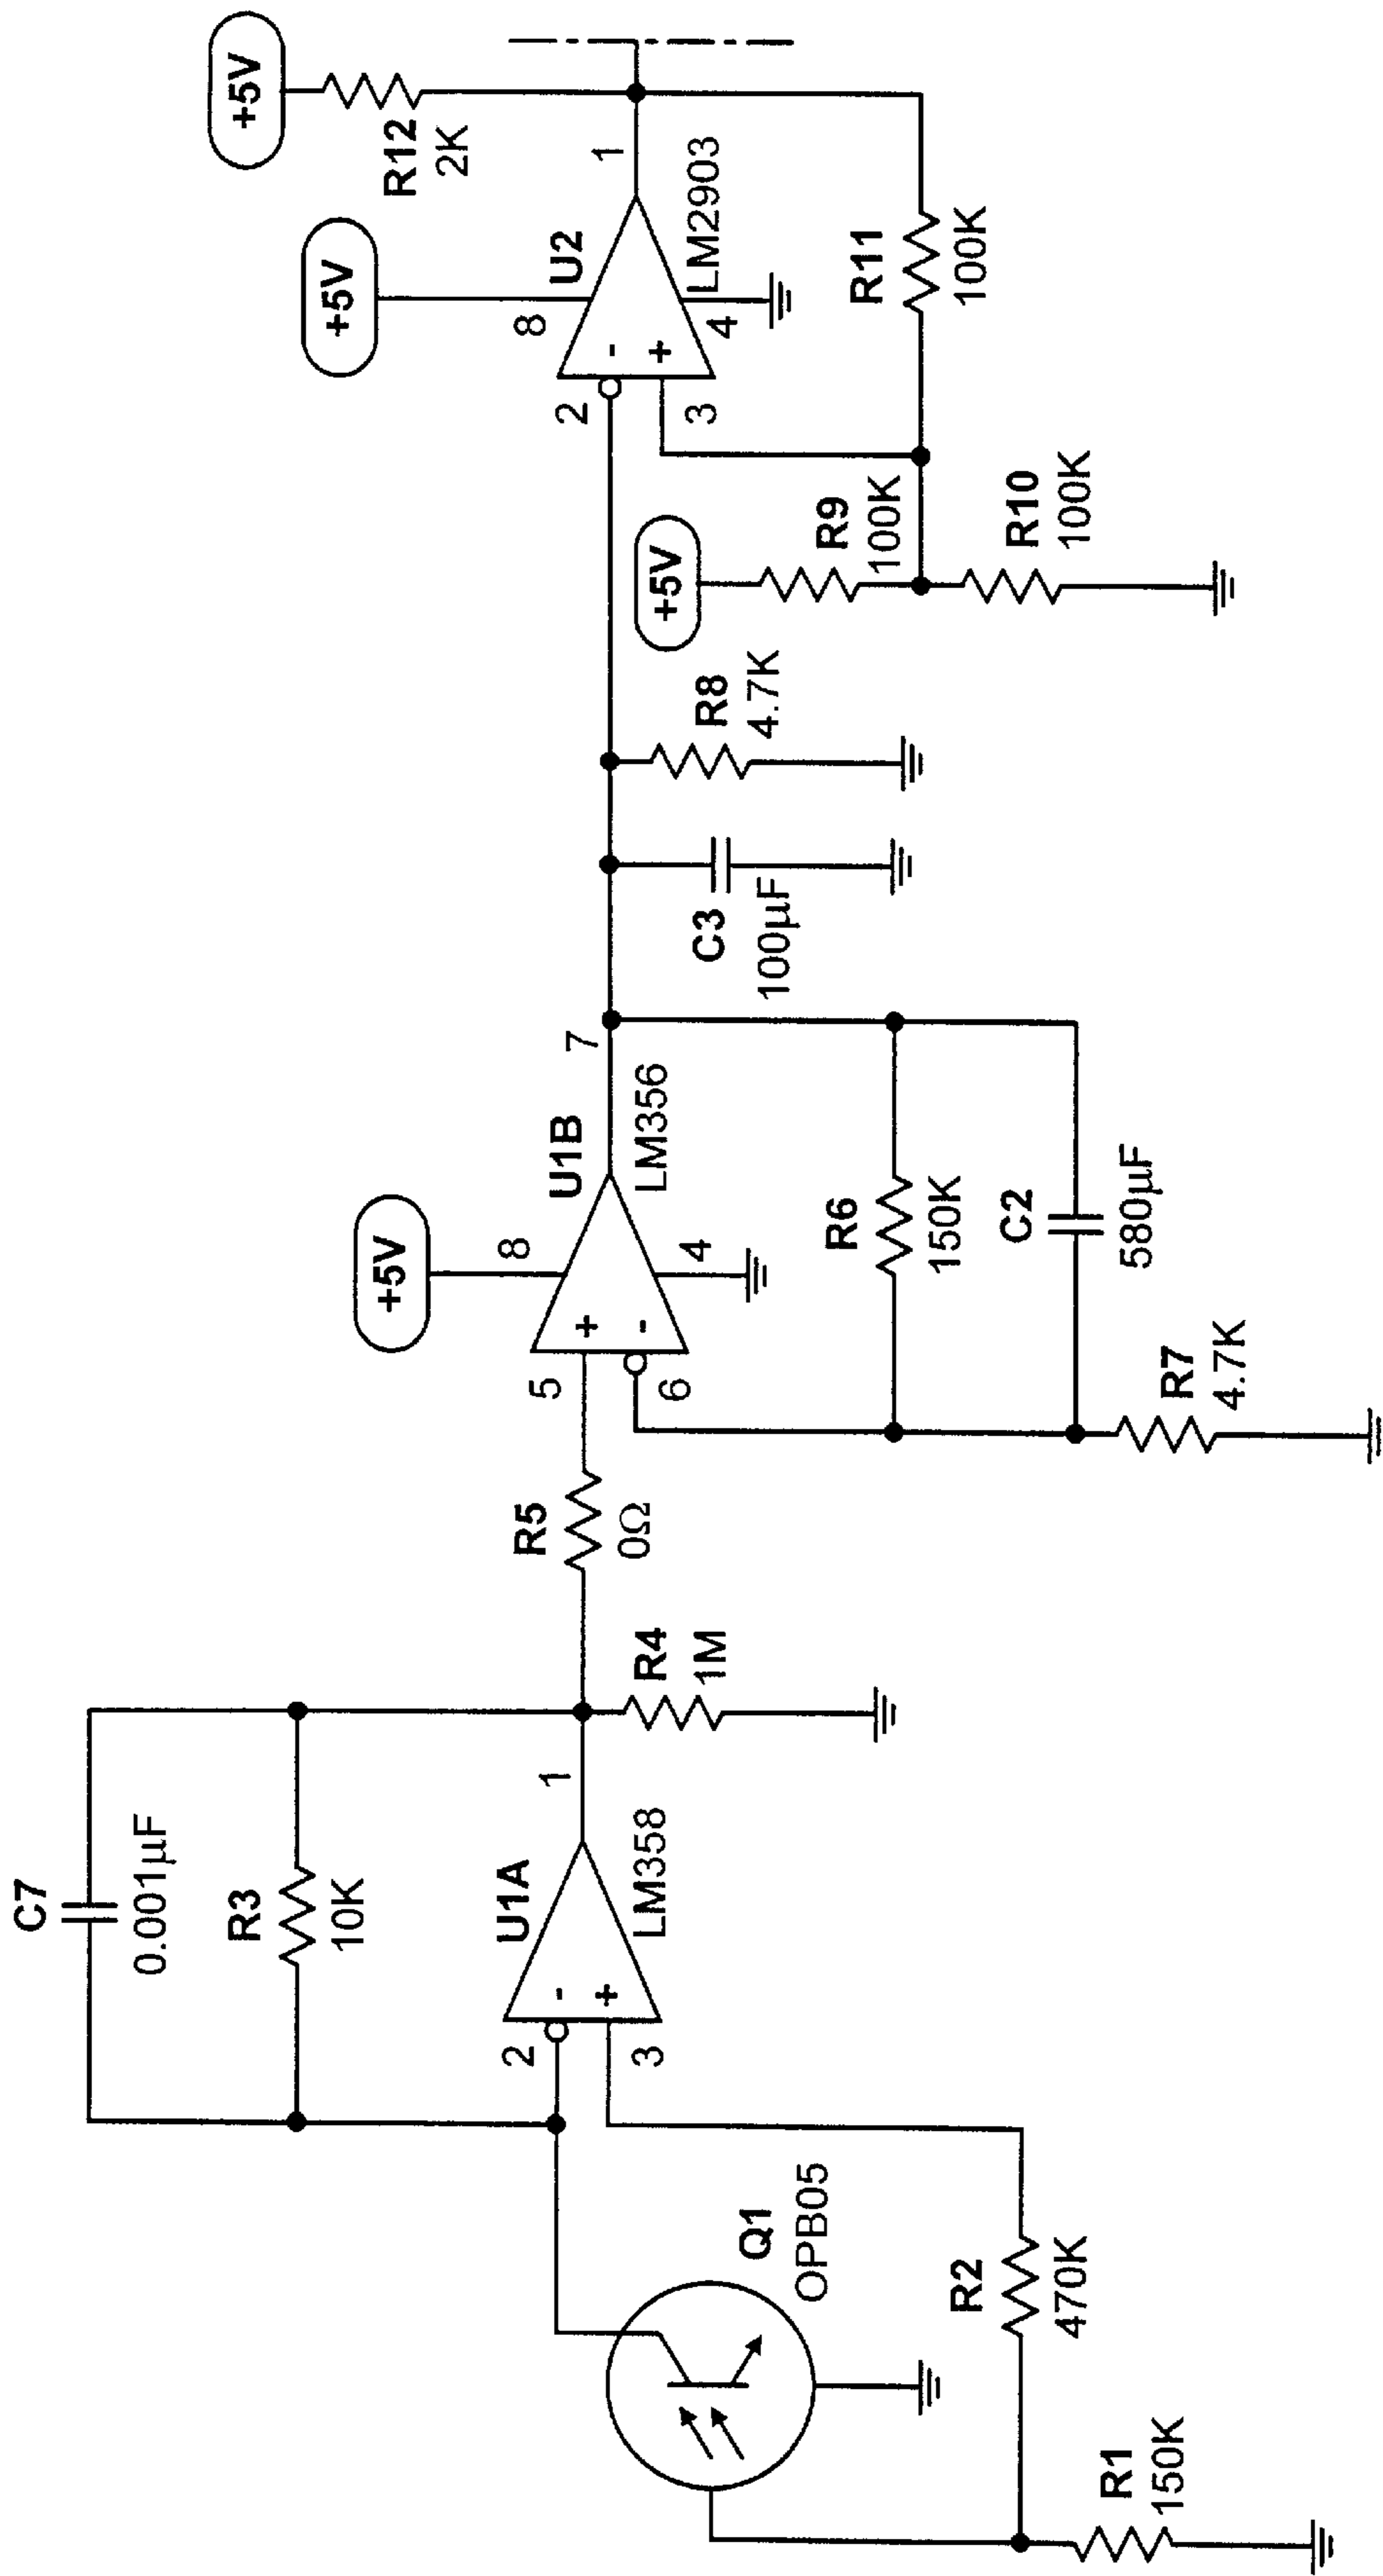 C7
0.001µF
R3
10K
U1A
2
3
1
LM358
Q1
OPB05
R1
150K
R2
470K
R4
1M
R5
0Ω
+5V
U1B
8
5
6
4
7
LM356
+
-
-
+
R6
150K
C2
580µF
R7
4.7K
C3
100µF
R8
4.7K
+5V
R9
100K
R10
100K
+5V
U2
8
2
3
4
1
LM2903
-
+
R11
100K
+5V
R12
2K